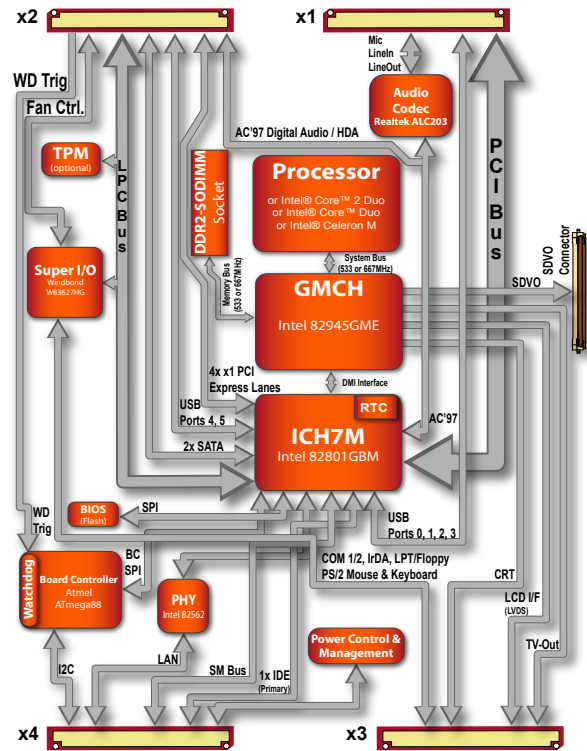 x2
x1
Mic
LineIn
LineOut
WD Trig
Fan Ctrl.
Audio
Codec
Realtek ALC203
AC'97 Digital Audio / HDA
TPM
(optional)
LPC Bus
DDR2-SODIMM
Socket
Processor
or Intel® Core™ 2 Duo
or Intel® Core™ Duo
or Intel® Celeron M
PCI Bus
SDVO
Connector
Super I/O
Windbond
W83627HG
Memory Bus
(533 or 667MHz)
System Bus
(533 or 667MHz)
SDVO
GMCH
Intel 82945GME
4x x1 PCI
Express Lanes
DMI Interface
USB
Ports 4, 5
RTC
AC'97
ICH7M
Intel 82801GBM
2x SATA
BIOS
(Flash)
SPI
WD
Trig
USB
Ports 0, 1, 2, 3
BC
SPI
COM 1/2, IrDA, LPT/Floppy
PS/2 Mouse & Keyboard
Watchdog
Board Controller
Atmel
ATmega88
PHY
Intel 82562
CRT
LCD I/F
(LVDS)
Power Control &
Management
TV-Out
I2C
LAN
SM Bus
1x IDE
(Primary)
x4
x3